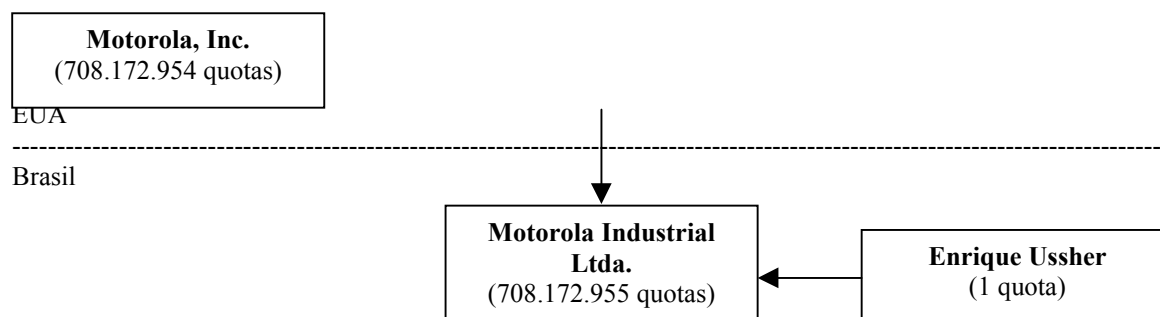 Motorola, Inc.
(708.172.954 quotas)
EUA
Brasil
Motorola Industrial
Ltda.
(708.172.955 quotas)
Enrique Ussher
(1 quota)